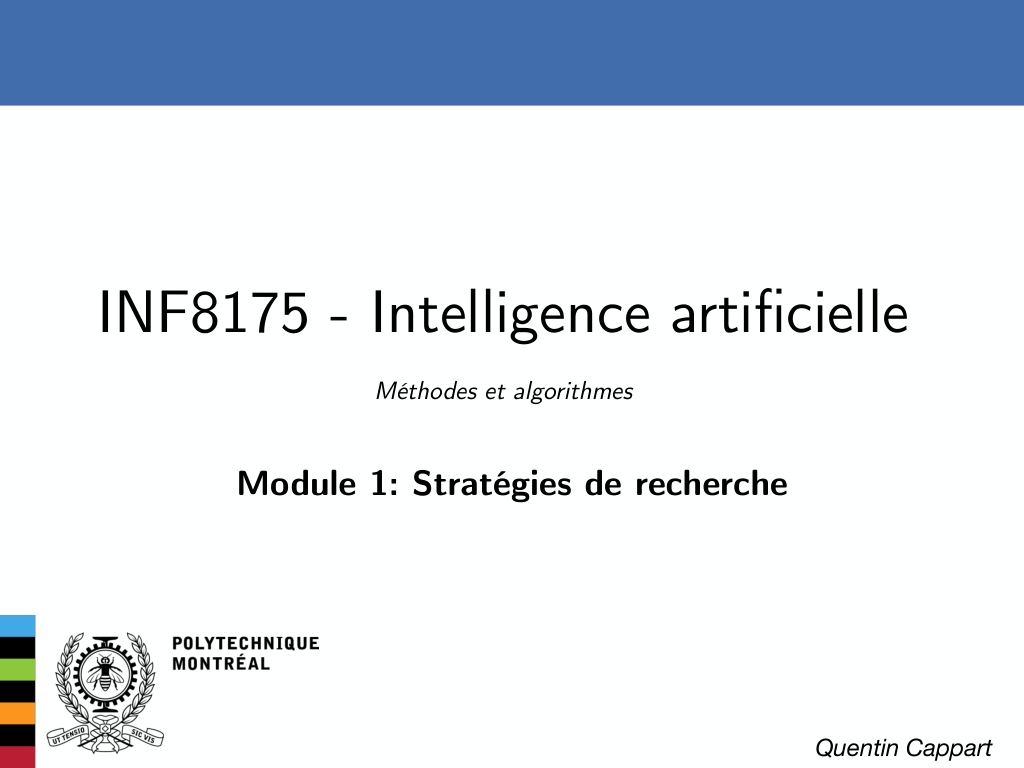 INF8175 - Intelligence artificielle
Méthodes et algorithmes
Module 1: Stratégies de recherche
POLYTECHNIQUE
MONTRÉAL
UT TENSIO SIC VIS
Quentin Cappart